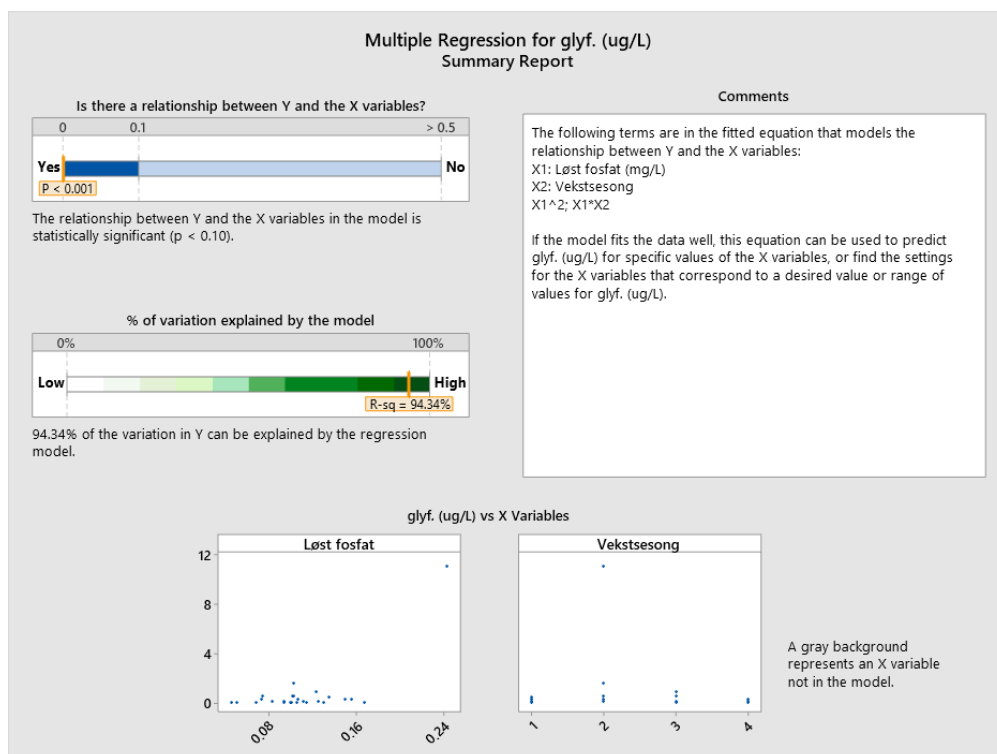 Multiple Regression for glyf. (ug/L)
Summary Report
Is there a relationship between Y and the X variables?
0 0.1 > 0.5
Yes No
P < 0.001
The relationship between Y and the X variables in the model is
statistically significant (p < 0.10).
% of variation explained by the model
0% 100%
Low High
R-sq = 94.34%
94.34% of the variation in Y can be explained by the regression
model.
Comments
The following terms are in the fitted equation that models the
relationship between Y and the X variables:
X1: Løst fosfat (mg/L)
X2: Vekstsesong
X1^2; X1*X2
If the model fits the data well, this equation can be used to predict
glyf. (ug/L) for specific values of the X variables, or find the settings
for the X variables that correspond to a desired value or range of
values for glyf. (ug/L).
glyf. (ug/L) vs X Variables
Løst fosfat
Vekstsesong
12
8
4
0
0.08 0.16 0.24
1 2 3 4
A gray background
represents an X variable
not in the model.